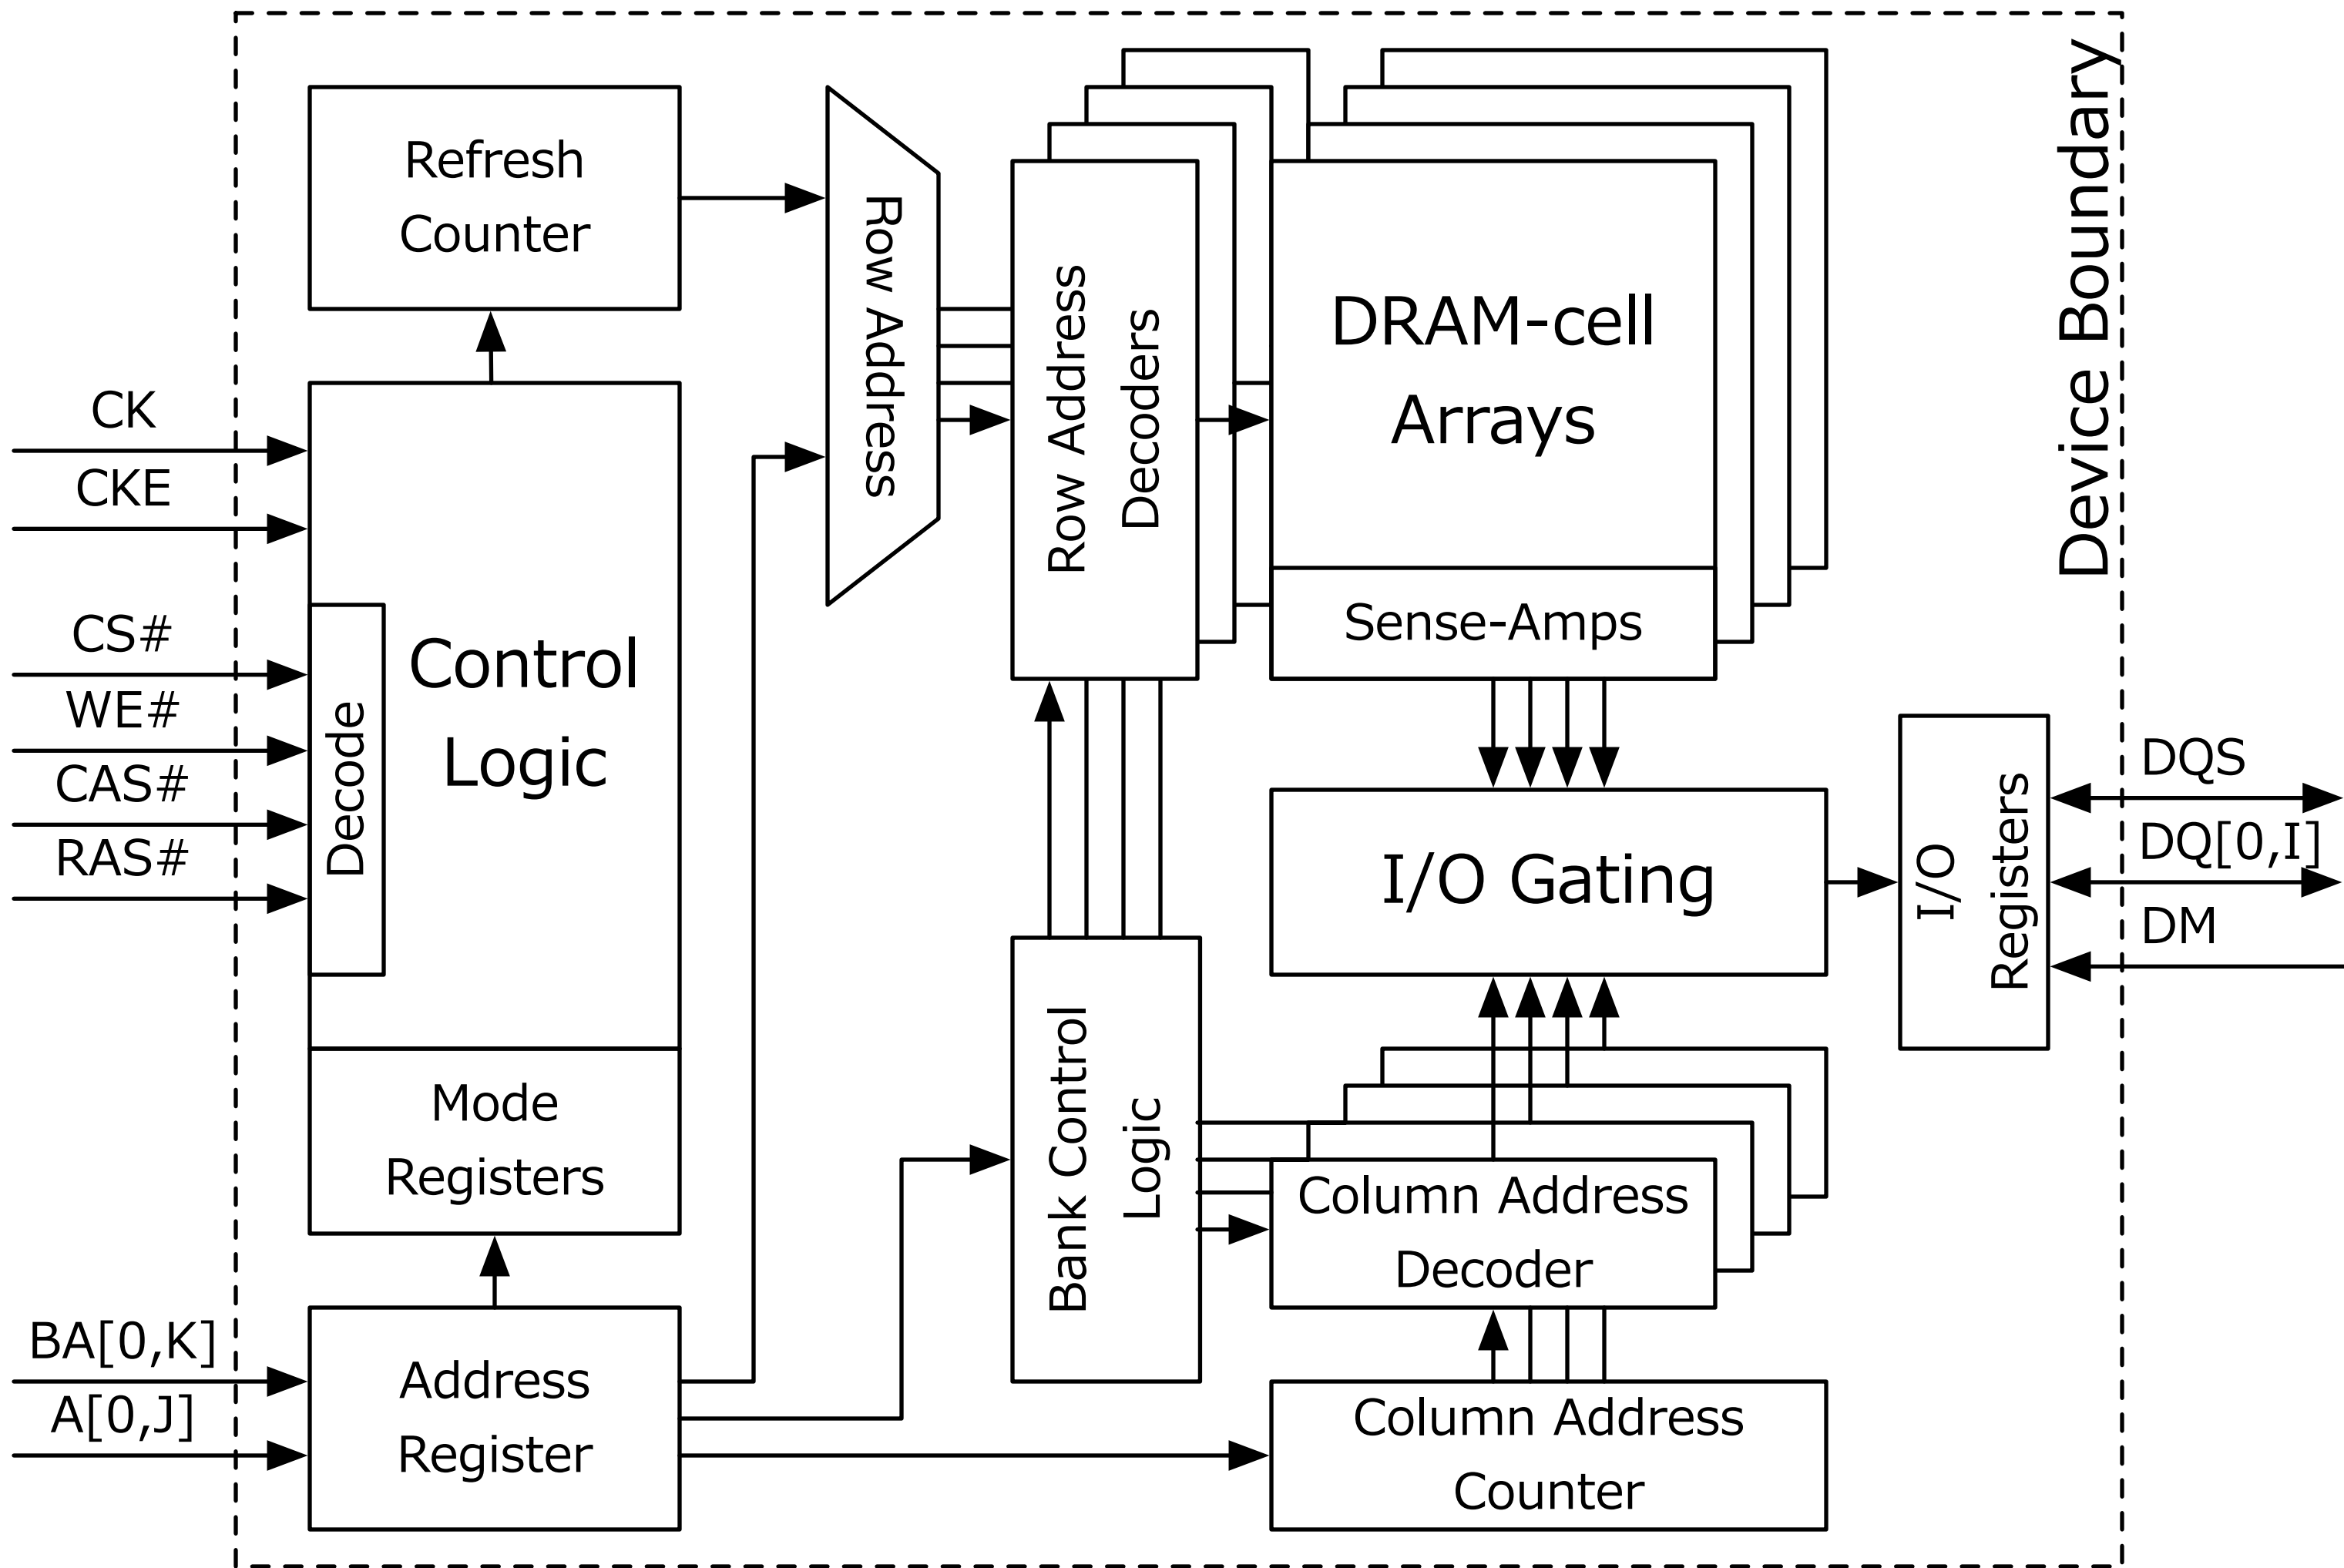 Device Boundary
Refresh
Counter
Row Address
Row Address
Decoders
DRAM-cell
Arrays
Sense-Amps
CK
CKE
CS#
WE#
CAS#
RAS#
Decode
Control
Logic
Mode
Registers
I/O Gating
I/O
Registers
DQS
DQ[0,I]
DM
Bank Control
Logic
Column Address
Decoder
BA[0,K]
A[0,J]
Address
Register
Column Address
Counter